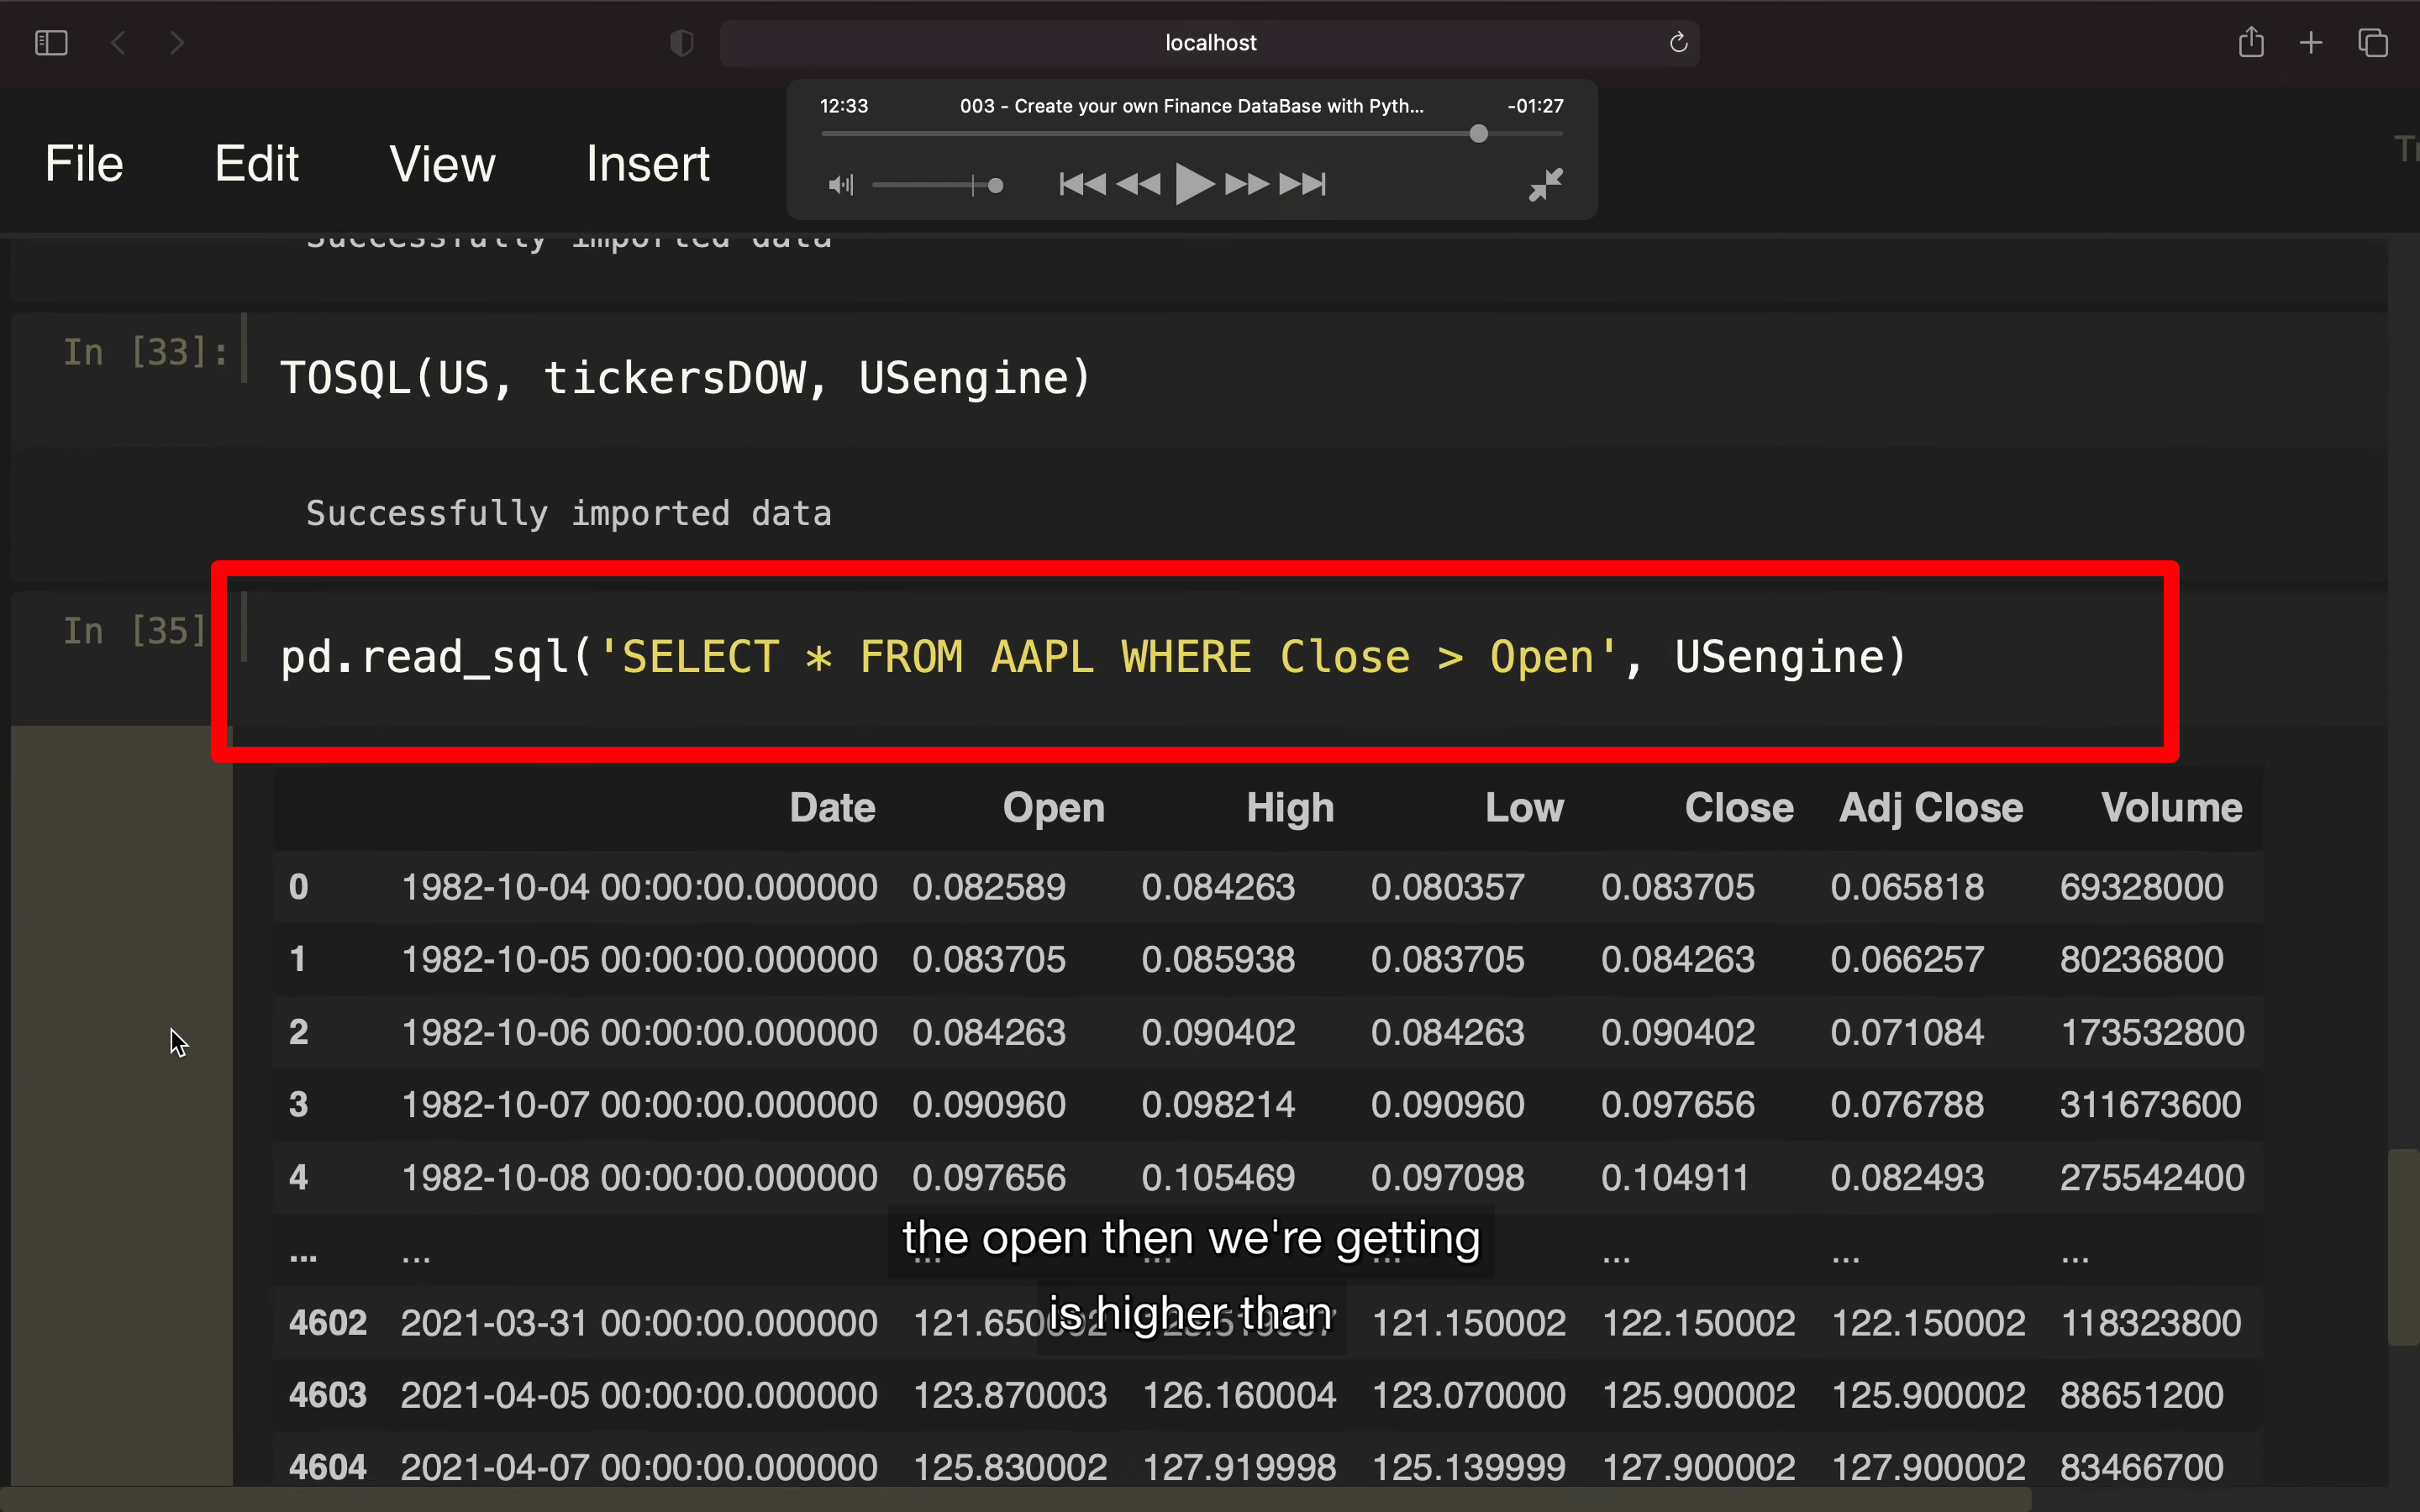 localhost
12:33 003 - Create your own Finance DataBase with Pyth... -01:27
File Edit View Insert
Successfully imported data
In [33]: TOSQL(US, tickersDOW, USengine)
Successfully imported data
In [35] pd.read_sql('SELECT * FROM AAPL WHERE Close > Open', USengine)
Date Open High Low Close Adj Close Volume
0 1982-10-04 00:00:00.000000 0.082589 0.084263 0.080357 0.083705 0.065818 69328000
1 1982-10-05 00:00:00.000000 0.083705 0.085938 0.083705 0.084263 0.066257 80236800
2 1982-10-06 00:00:00.000000 0.084263 0.090402 0.084263 0.090402 0.071084 173532800
3 1982-10-07 00:00:00.000000 0.090960 0.098214 0.090960 0.097656 0.076788 311673600
4 1982-10-08 00:00:00.000000 0.097656 0.105469 0.097098 0.104911 0.082493 275542400
... ... ... ... ... ... ... ...
the open then we're getting
is higher than
4602 2021-03-31 00:00:00.000000 121.150002 122.150002 122.150002 118323800
4603 2021-04-05 00:00:00.000000 123.870003 126.160004 123.070000 125.900002 125.900002 88651200
4604 2021-04-07 00:00:00.000000 125.830002 127.919998 125.139999 127.900002 127.900002 83466700